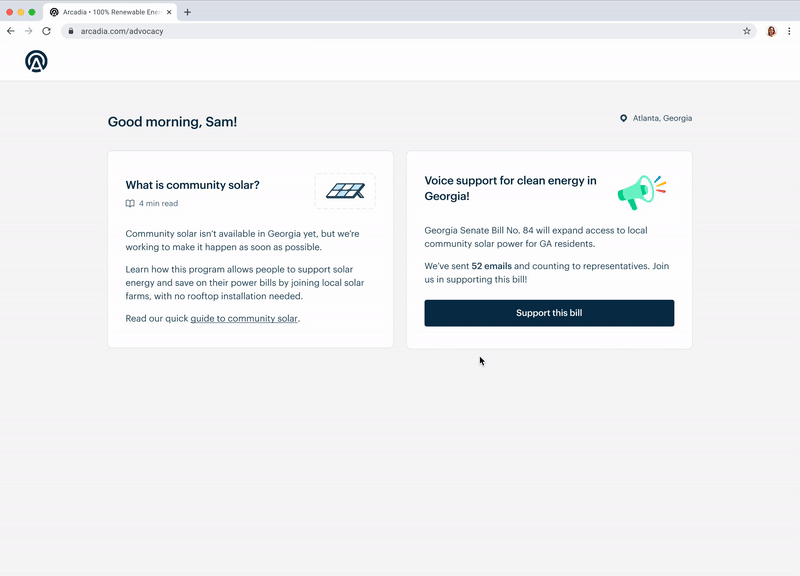 Arcadia • 100% Renewable Ener
arcadia.com/advocacy
Good morning, Sam!
Atlanta, Georgia
What is community solar?
4 min read
Community solar isn't available in Georgia yet, but we're
working to make it happen as soon as possible.
Learn how this program allows people to support solar
energy and save on their power bills by joining local solar
farms, with no rooftop installation needed.
Read our quick guide to community solar.
Voice support for clean energy in
Georgia!
Georgia Senate Bill No. 84 will expand access to local
community solar power for GA residents.
We've sent 52 emails and counting to representatives. Join
us in supporting this bill!
Support this bill